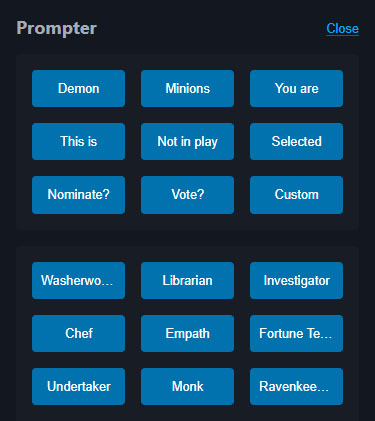 Prompter
Close
Demon
Minions
You are
This is
Not in play
Selected
Nominate?
Vote?
Custom
Washerwo...
Librarian
Investigator
Chef
Empath
Fortune Te...
Undertaker
Monk
Ravenkee...